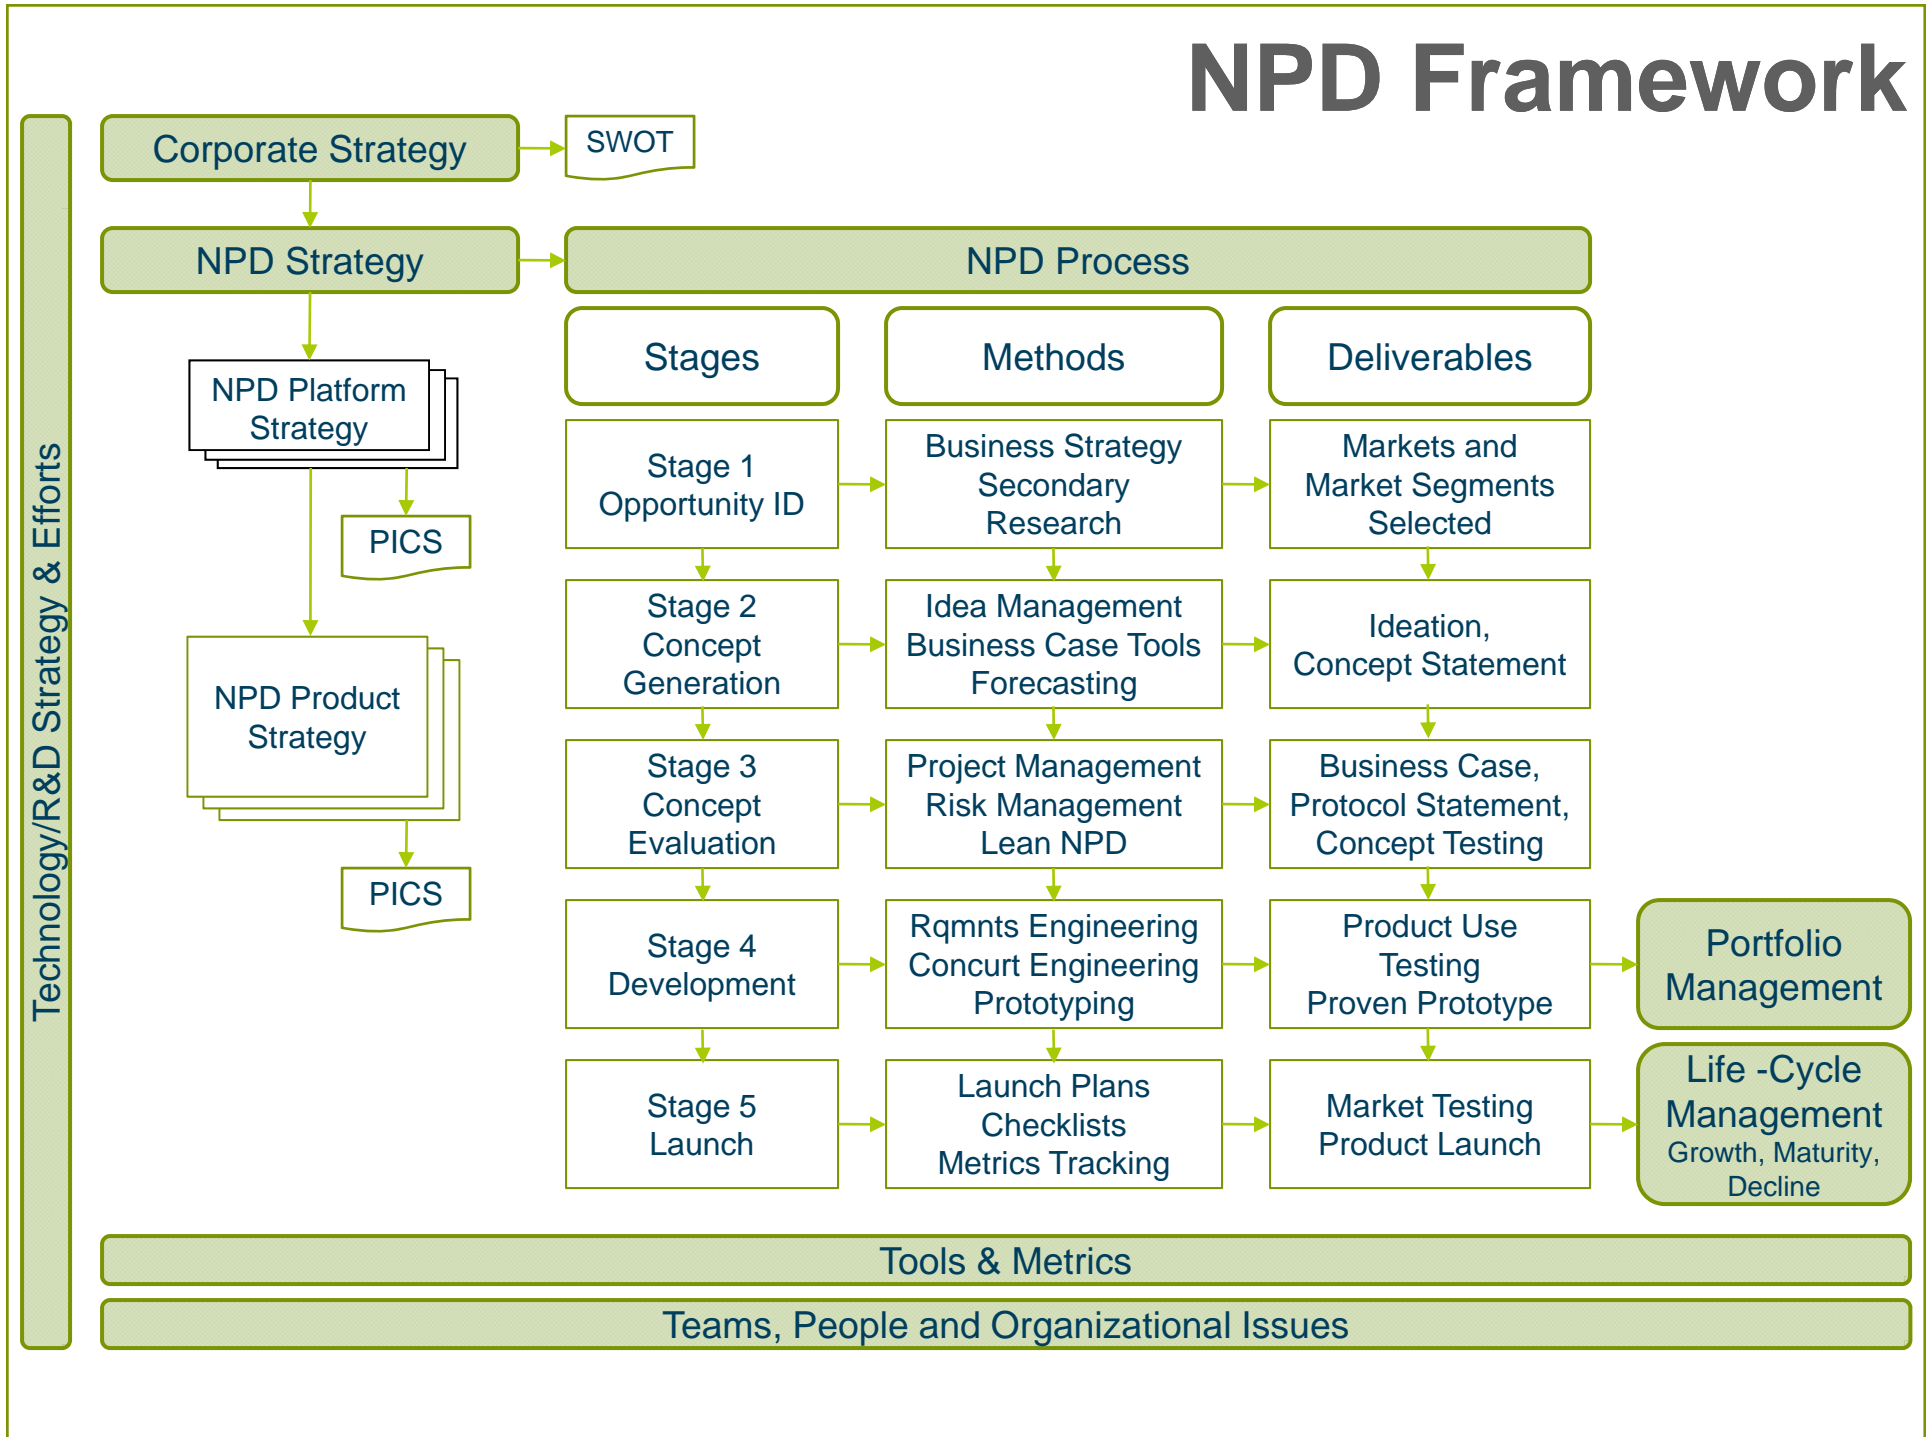 NPD Framework
Technology/R&D Strategy & Efforts
Corporate Strategy
SWOT
NPD Strategy
NPD Process
NPD Platform
Strategy
PICS
NPD Product
Strategy
PICS
Stages
Methods
Deliverables
Stage 1
Opportunity ID
Business Strategy
Secondary
Research
Markets and
Market Segments
Selected
Stage 2
Concept
Generation
Idea Management
Business Case Tools
Forecasting
Ideation,
Concept Statement
Stage 3
Concept
Evaluation
Project Management
Risk Management
Lean NPD
Business Case,
Protocol Statement,
Concept Testing
Stage 4
Development
Rqmnts Engineering
Concurt Engineering
Prototyping
Product Use
Testing
Proven Prototype
Portfolio
Management
Stage 5
Launch
Launch Plans
Checklists
Metrics Tracking
Market Testing
Product Launch
Life -Cycle
Management
Growth, Maturity,
Decline
Tools & Metrics
Teams, People and Organizational Issues